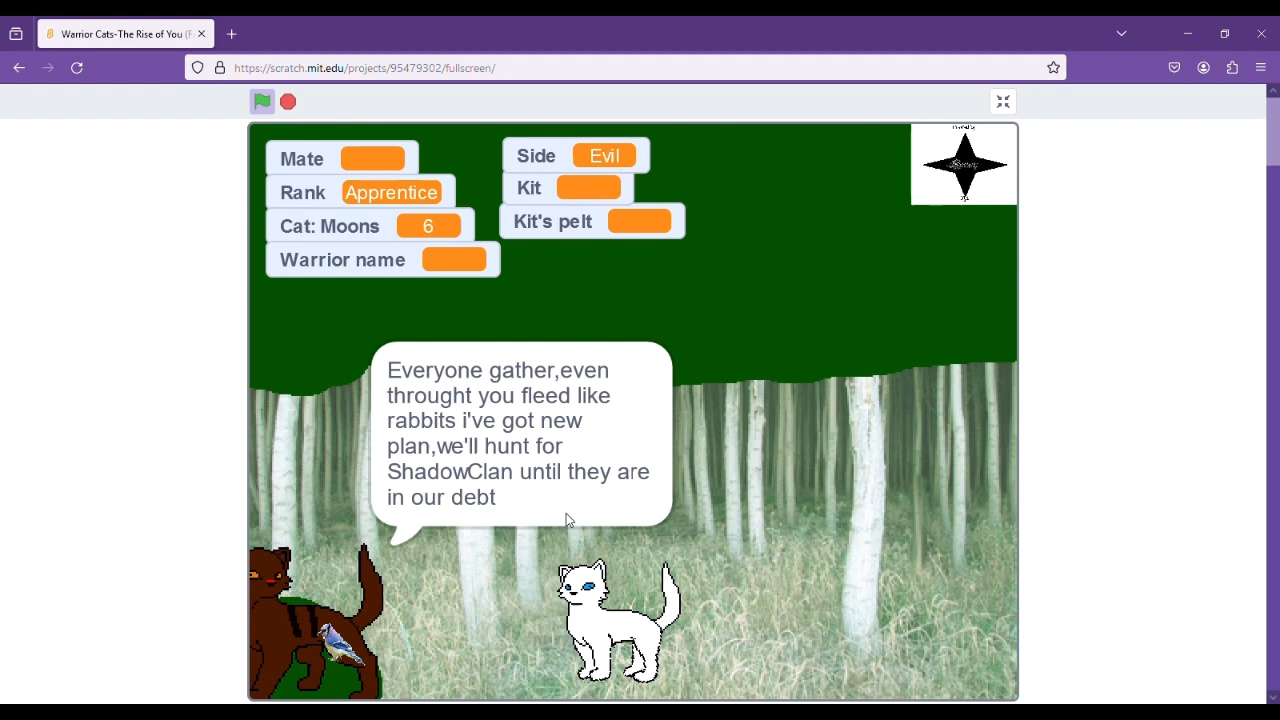 Warrior Cats-The Rise of You (F
https://scratch.mit.edu/projects/95479302/fullscreen/
Mate
Rank Apprentice
Cat: Moons 6
Warrior name
Side Evil
Kit
Kit's pelt
Everyone gather,even
throught you fleed like
rabbits i've got new
plan,we'll hunt for
ShadowClan until they are
in our debt